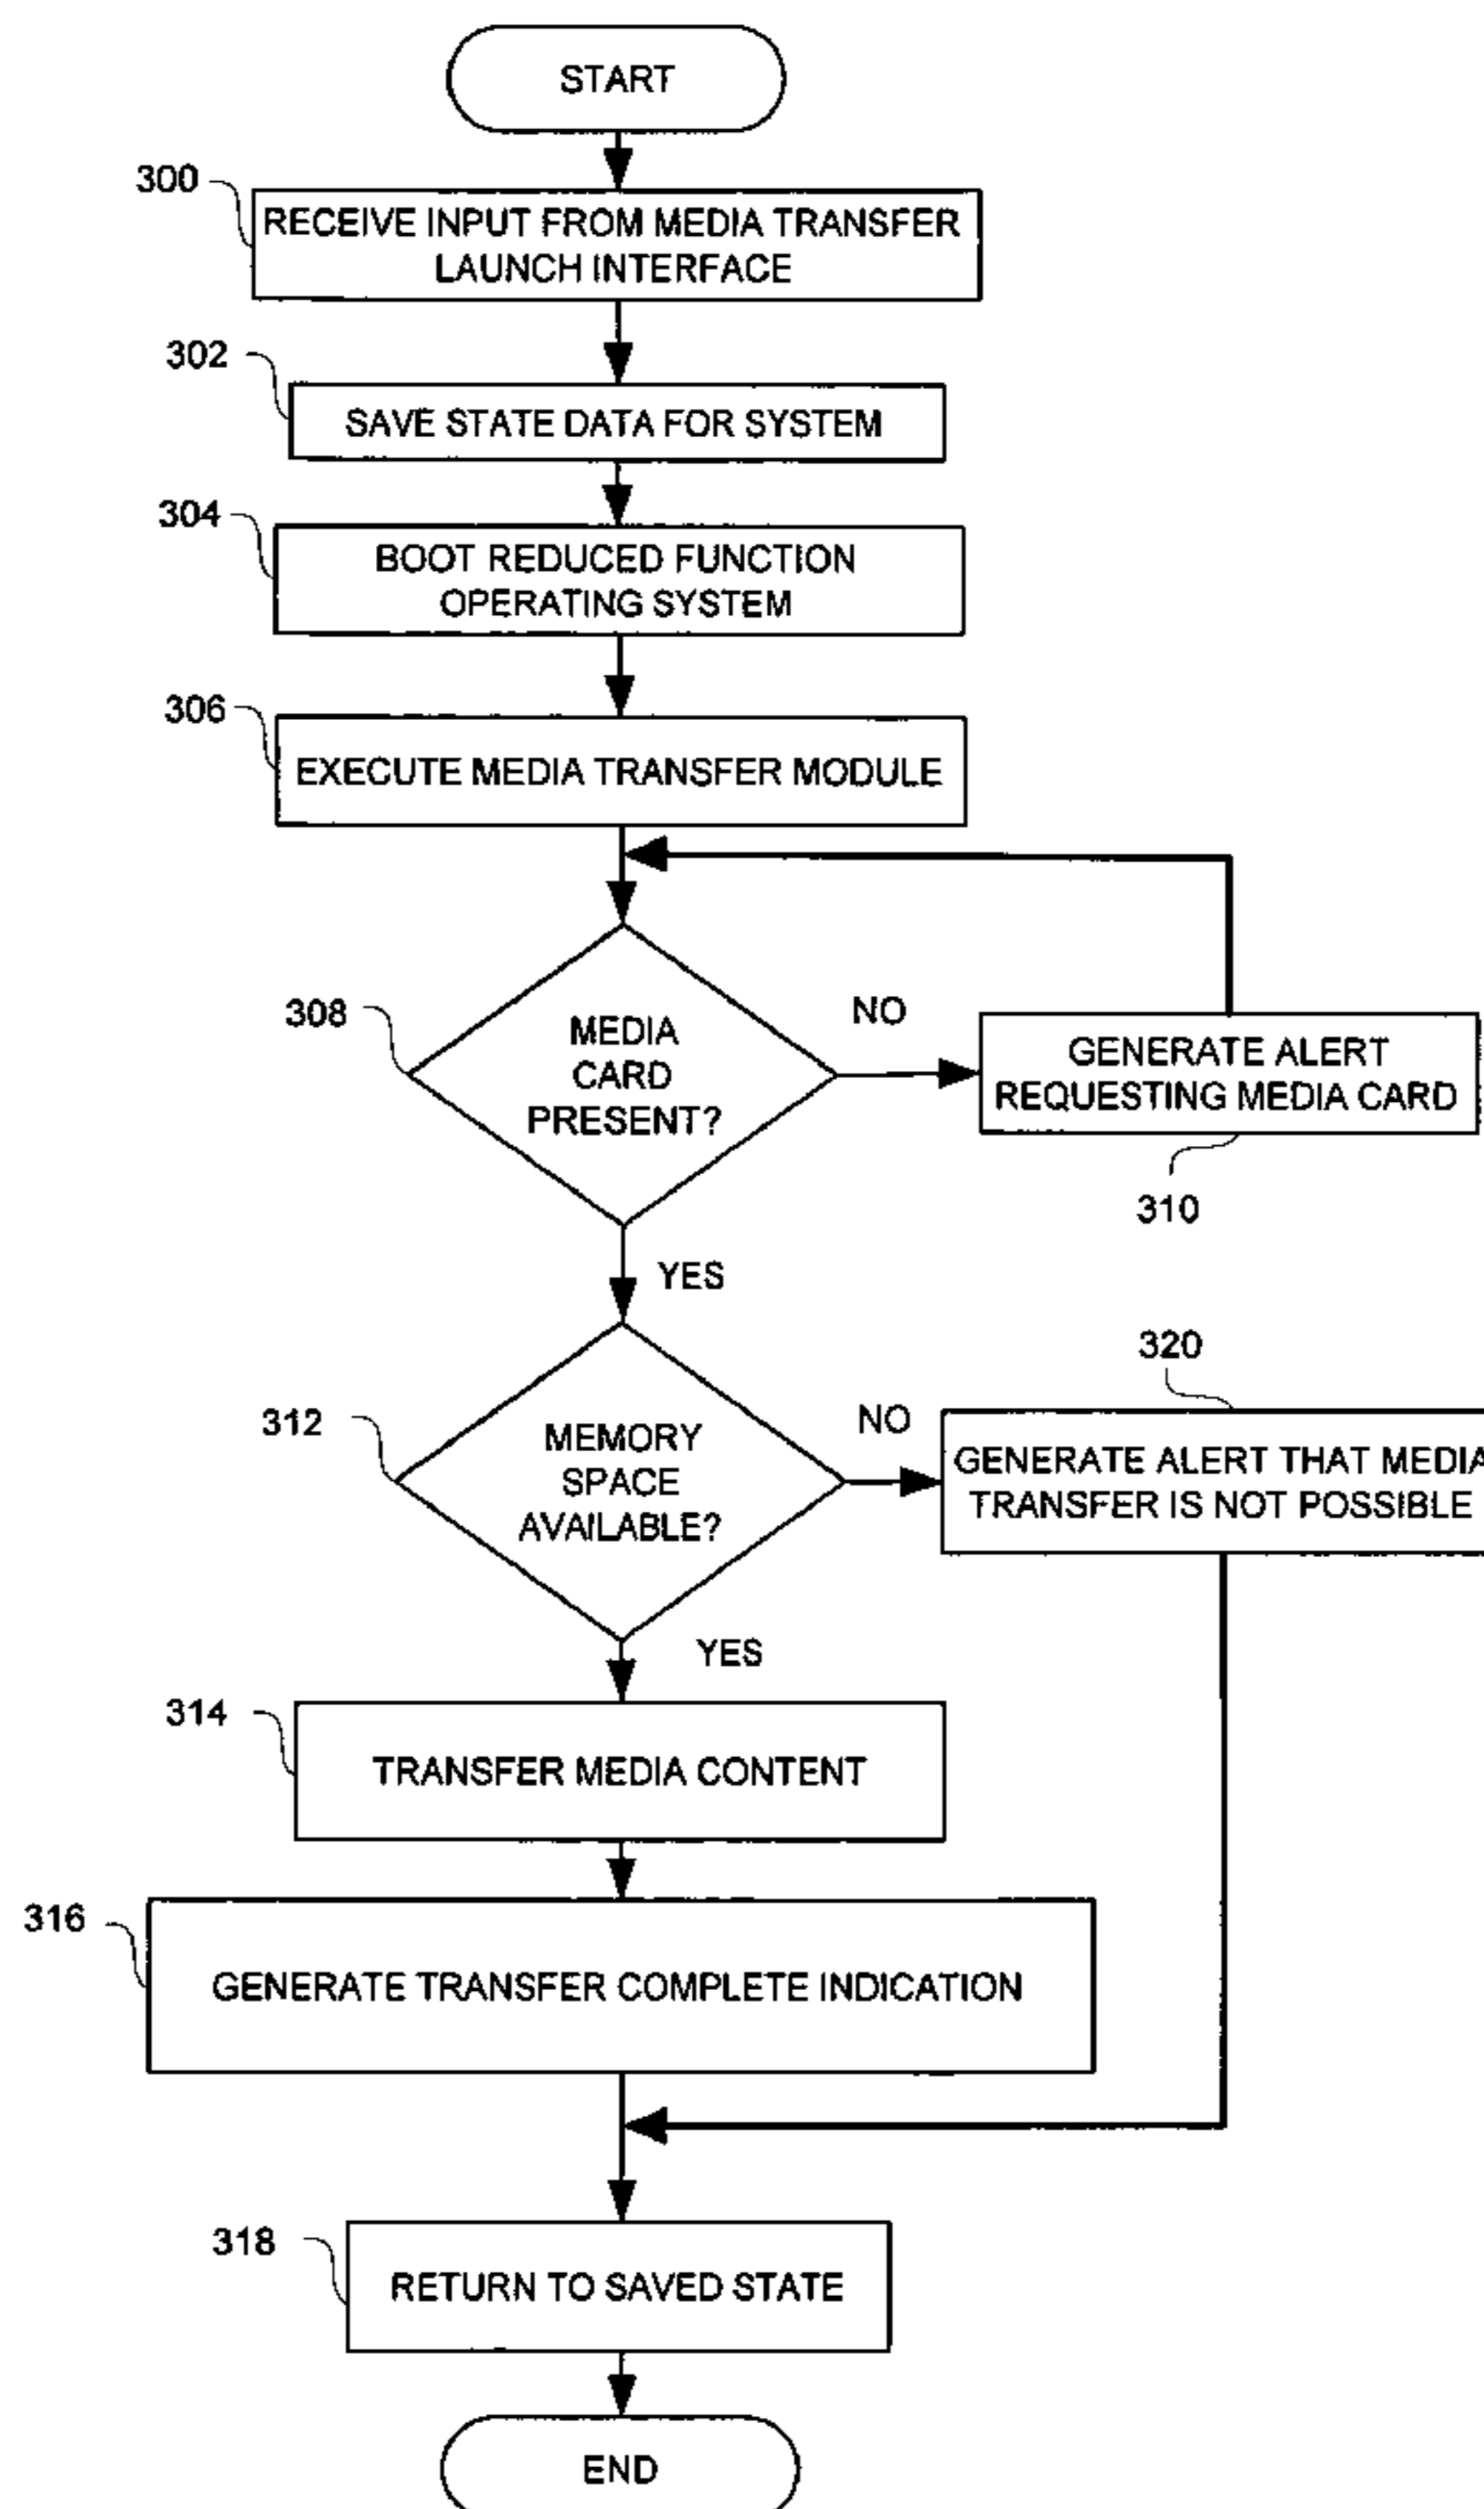 START
300
RECEIVE INPUT FROM MEDIA TRANSFER
LAUNCH INTERFACE
302
SAVE STATE DATA FOR SYSTEM
304
BOOT REDUCED FUNCTION
OPERATING SYSTEM
306
EXECUTE MEDIA TRANSFER MODULE
308
MEDIA
CARD
PRESENT?
NO
GENERATE ALERT
REQUESTING MEDIA CARD
310
YES
312
MEMORY
SPACE
AVAILABLE?
NO
320
GENERATE ALERT THAT MEDIA
TRANSFER IS NOT POSSIBLE
YES
314
TRANSFER MEDIA CONTENT
316
GENERATE TRANSFER COMPLETE INDICATION
318
RETURN TO SAVED STATE
END